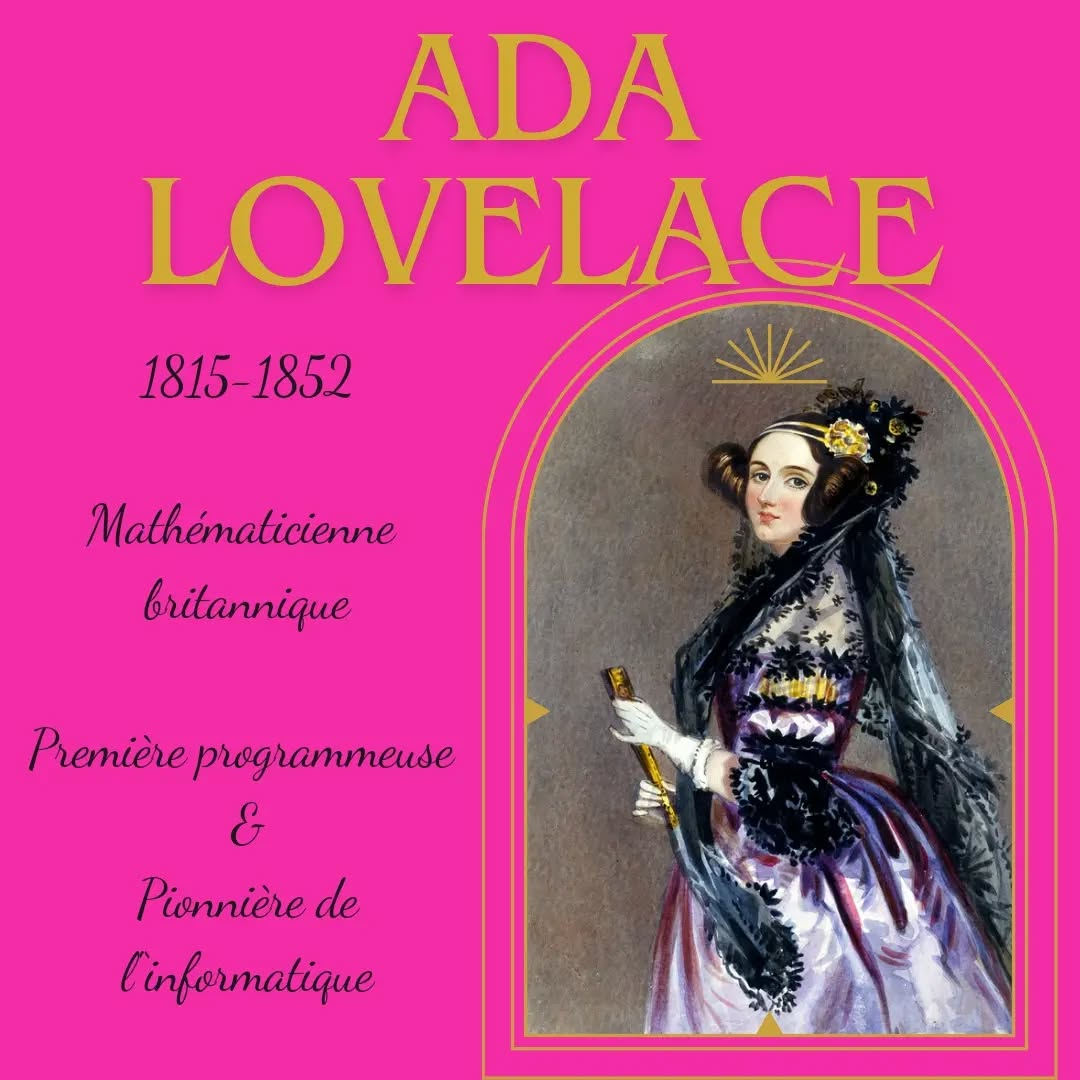 ADA
LOVELACE
1815-1852
Mathématicienne
britannique
Première programmeuse
&
Pionnière de
l`informatique